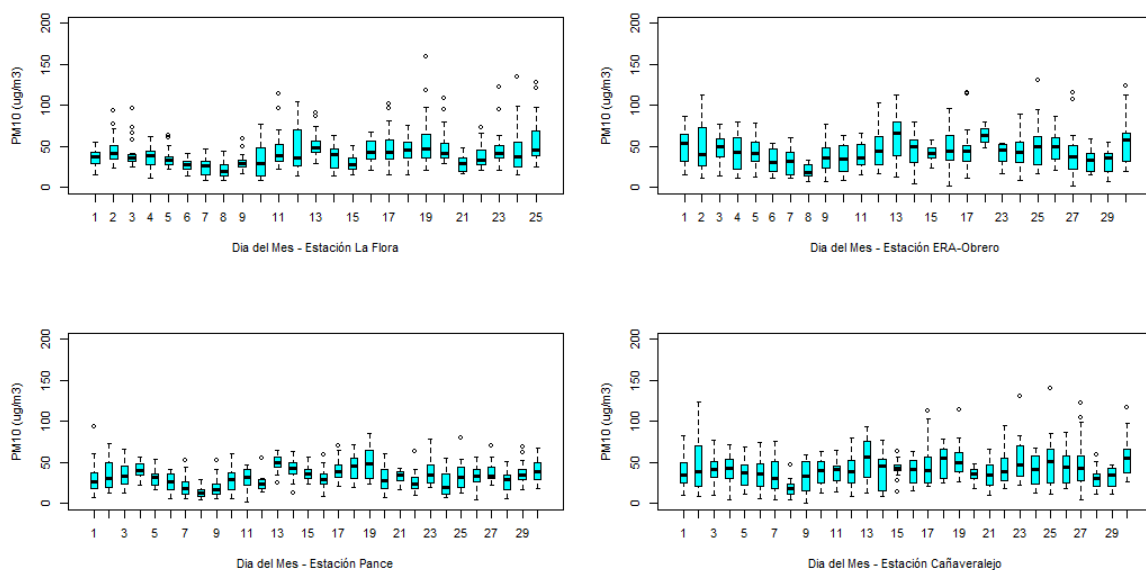 PM10 (ug/m3)
200
150
100
50
0
1 2 3 4 5 6 7 8 9 11 13 15 17 19 21 23 25
Dia del Mes - Estación La Flora
PM10 (ug/m3)
200
150
100
50
0
1 2 3 4 5 6 7 8 9 11 13 15 17 19 21 23 25 27 29
Dia del Mes - Estación ERA-Obrero
PM10 (ug/m3)
200
150
100
50
0
1 3 5 7 9 11 13 15 17 19 21 23 25 27 29
Dia del Mes - Estación Pance
PM10 (ug/m3)
200
150
100
50
0
1 3 5 7 9 11 13 15 17 19 21 23 25 27 29
Dia del Mes - Estación Cañaveralejo